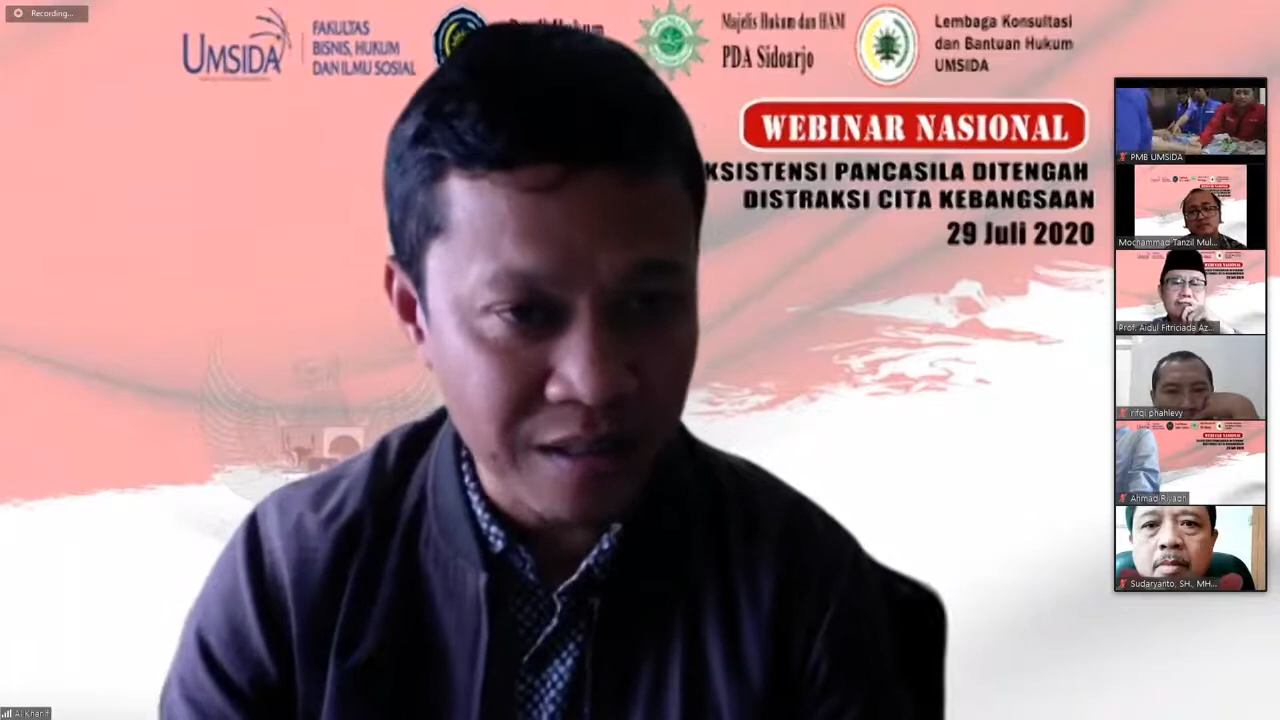 Recording...
UMSIDA
FAKULTAS
BISNIS, HUKUM
DAN ILMU SOSIAL
Majelis Hukum dan HAM
PDA Sidoarjo
Lembaga Konsultasi
dan Bantuan Hukum
UMSIDA
WEBINAR NASIONAL
KSISTENSI PANCASILA DITENGAH
DISTRAKSI CITA KEBANGSAAN
29 Juli 2020
PMB UMSIDA
Mochammad Tanzil Mul...
Prof. Aidul Fitriciada Az...
rifqi phahlevy
Ahmad Riyadh
Sudaryanto, SH., MH...
Al Khanif